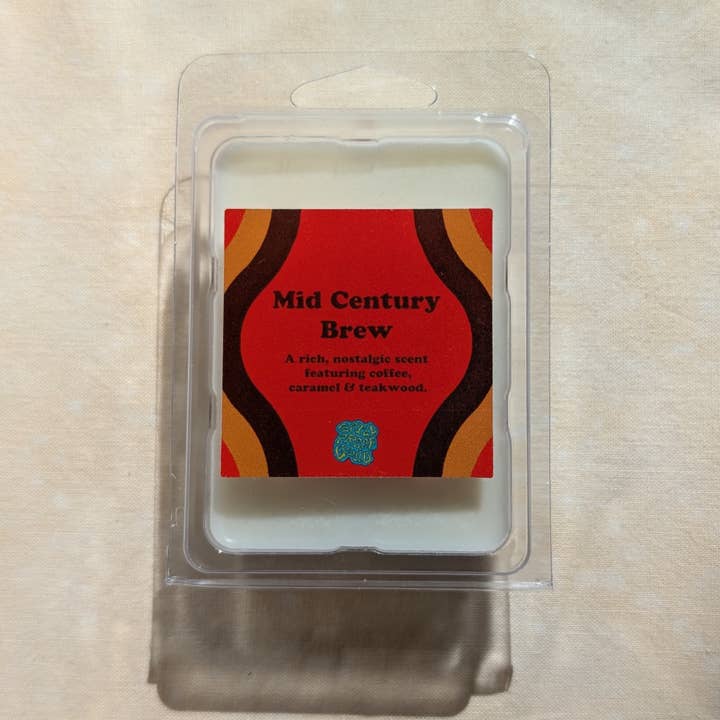 Mid Century
Brew
A rich, nostalgic scent
featuring coffee,
caramel & teakwood.